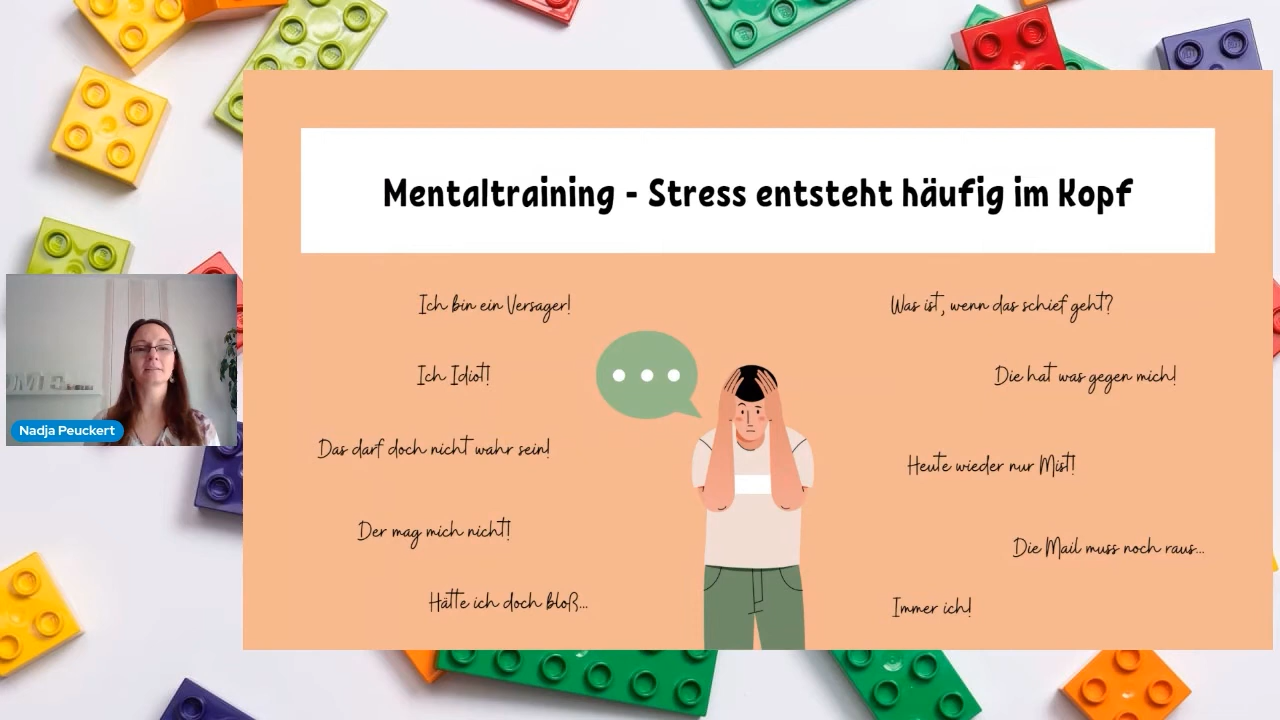 Mentaltraining - Stress entsteht häufig im Kopf
Ich bin ein Versager!
Was ist, wenn das schief geht?
Ich Idiot!
Die hat was gegen mich!
Das darf doch nicht wahr sein!
Heute wieder nur Mist!
Der mag mich nicht!
Die Mail muss noch raus...
Hätte ich doch bloß...
Immer ich!
Nadja Peuckert